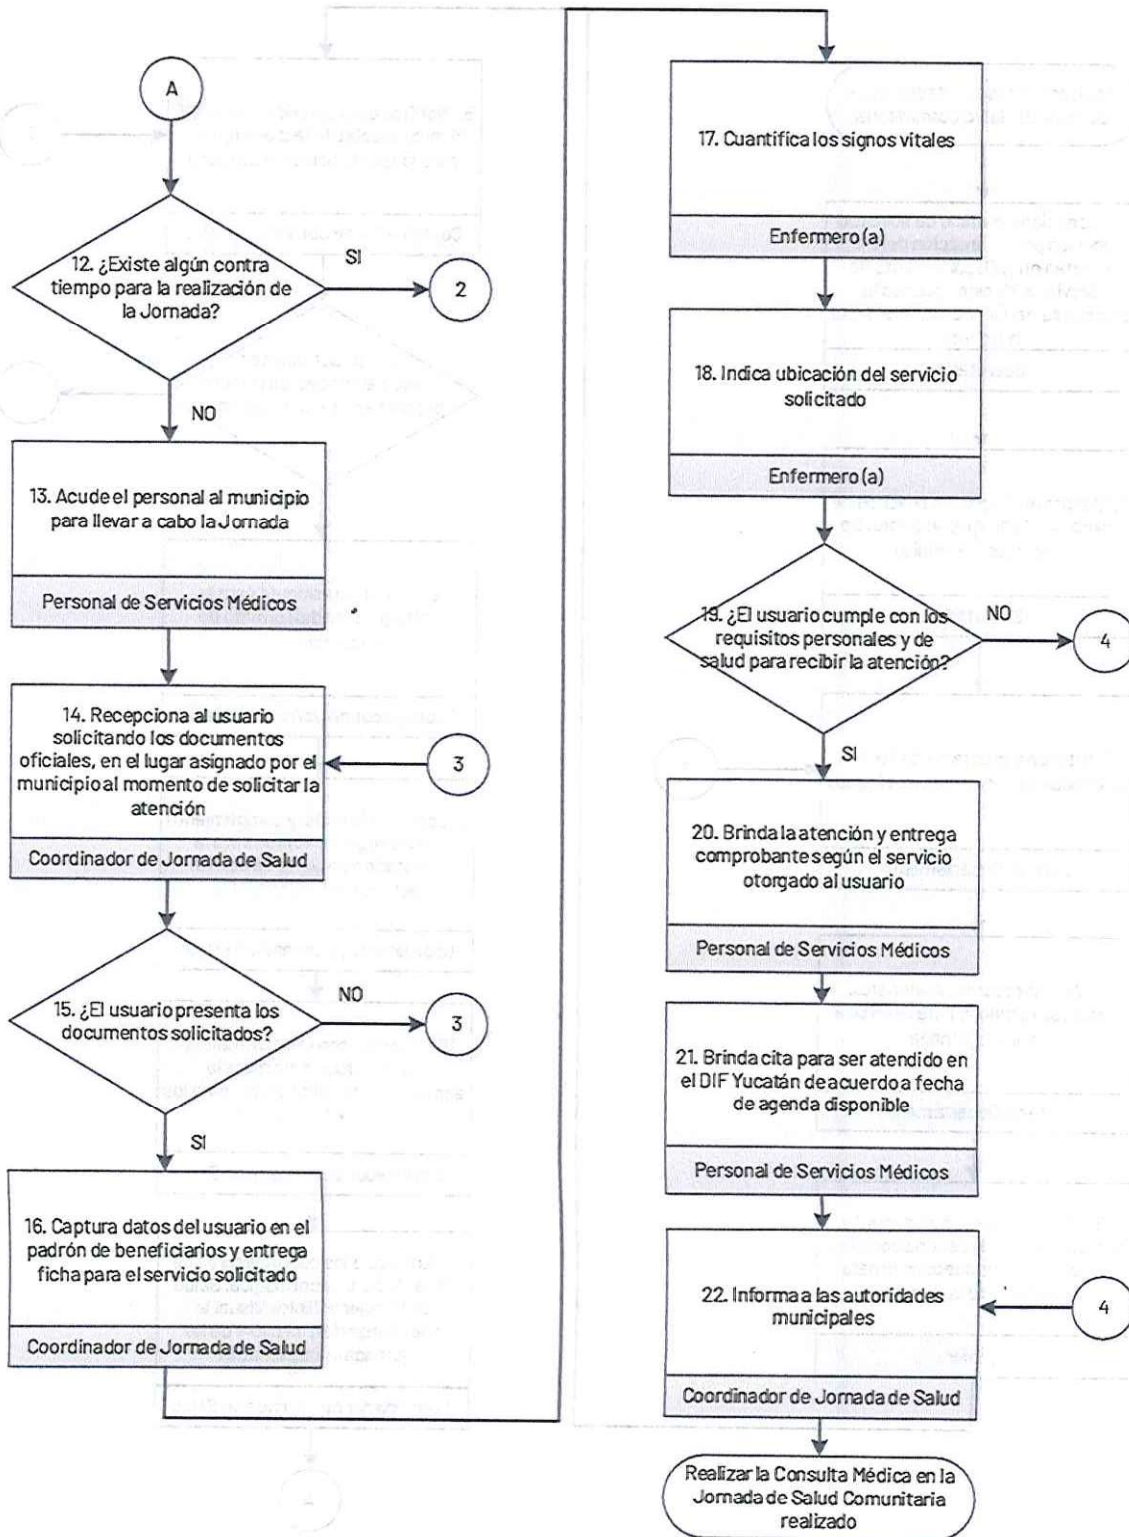 A
12. ¿Existe algún contra
tiempo para la realización de
la Jornada?
SI
2
NO
13. Acude el personal al municipio
para llevar a cabo la Jornada
Personal de Servicios Médicos
14. Recepciona al usuario
solicitando los documentos
oficiales, en el lugar asignado por el
municipio al momento de solicitar la
atención
3
Coordinador de Jornada de Salud
15. ¿El usuario presenta los
documentos solicitados?
NO
3
SI
16. Captura datos del usuario en el
padrón de beneficiarios y entrega
ficha para el servicio solicitado
Coordinador de Jornada de Salud
17. Cuantifica los signos vitales
Enfermero (a)
18. Indica ubicación del servicio
solicitado
Enfermero (a)
19. ¿El usuario cumple con los
requisitos personales y de
salud para recibir la atención?
NO
4
SI
20. Brinda la atención y entrega
comprobante según el servicio
otorgado al usuario
Personal de Servicios Médicos
21. Brinda cita para ser atendido en
el DIF Yucatán de acuerdo a fecha
de agenda disponible
Personal de Servicios Médicos
22. Informa a las autoridades
municipales
4
Coordinador de Jornada de Salud
Realizar la Consulta Médica en la
Jornada de Salud Comunitaria
realizado